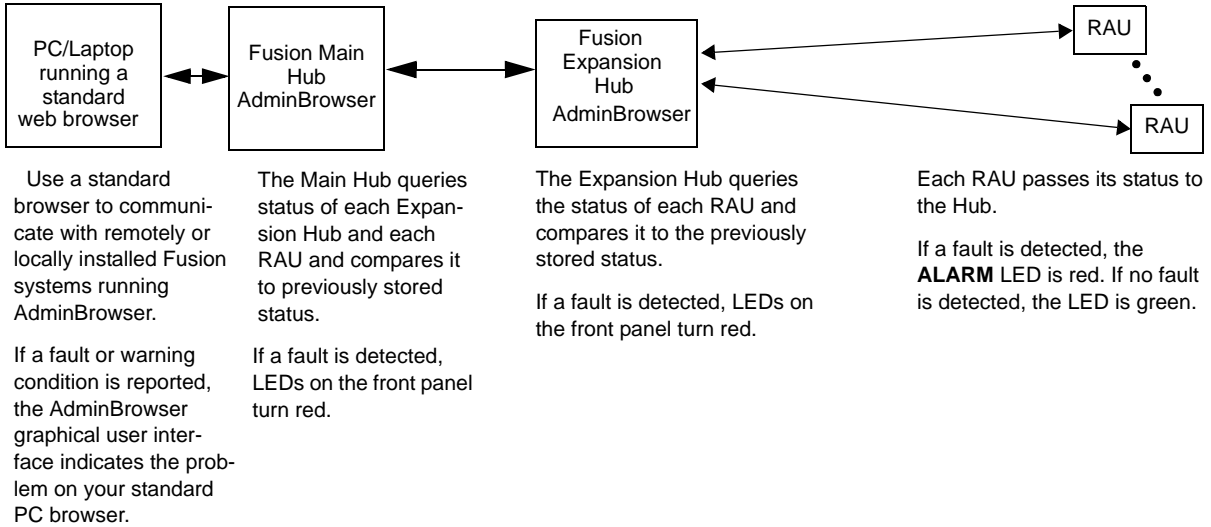 PC/Laptop
running a
standard
web browser
Fusion Main
Hub
AdminBrowser
Fusion
Expansion
Hub
AdminBrowser
RAU
RAU
Use a standard
browser to communi-
cate with remotely or
locally installed Fusion
systems running
AdminBrowser.
If a fault or warning
condition is reported,
the AdminBrowser
graphical user inter-
face indicates the prob-
lem on your standard
PC browser.
The Main Hub queries
status of each Expan-
sion Hub and each
RAU and compares it
to previously stored
status.
If a fault is detected,
LEDs on the front panel
turn red.
The Expansion Hub queries
the status of each RAU and
compares it to the previously
stored status.
If a fault is detected, LEDs on
the front panel turn red.
Each RAU passes its status to
the Hub.
If a fault is detected, the
ALARM LED is red. If no fault
is detected, the LED is green.